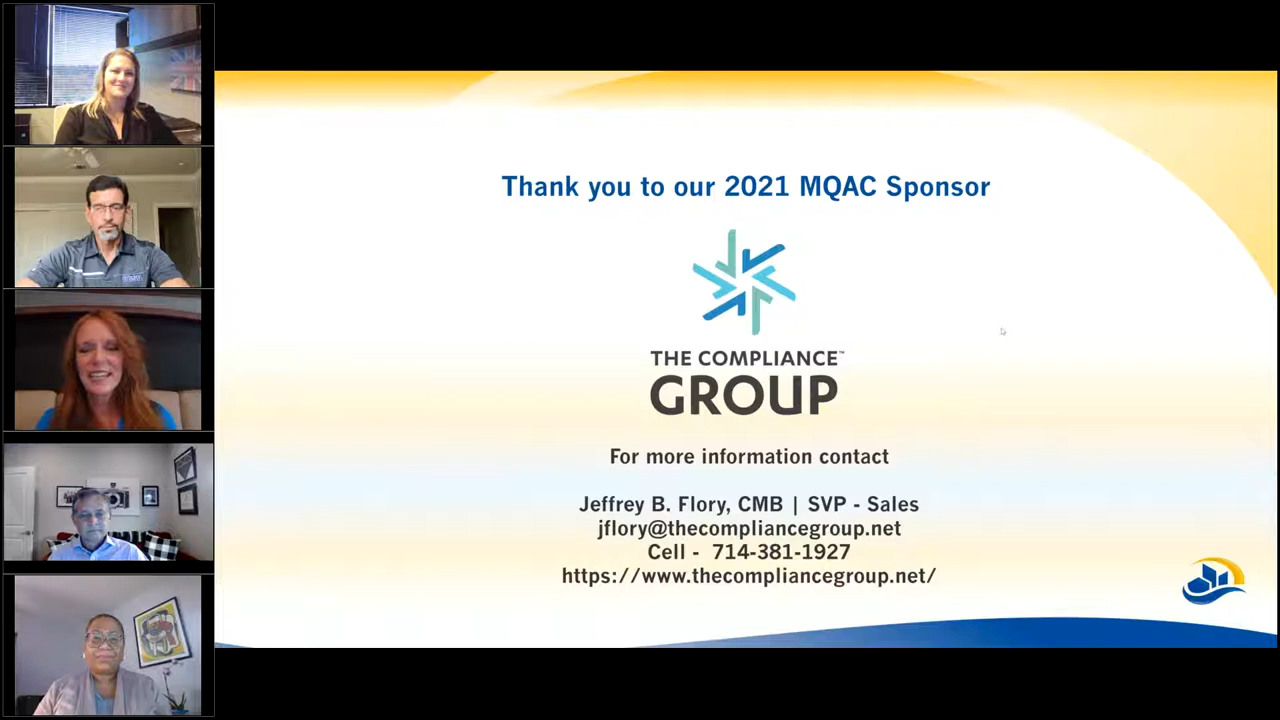 Thank you to our 2021 MQAC Sponsor
THE COMPLIANCE™
GROUP
For more information contact
Jeffrey B. Flory, CMB | SVP - Sales
jflory@thecompliancegroup.net
Cell - 714-381-1927
https://www.thecompliancegroup.net/